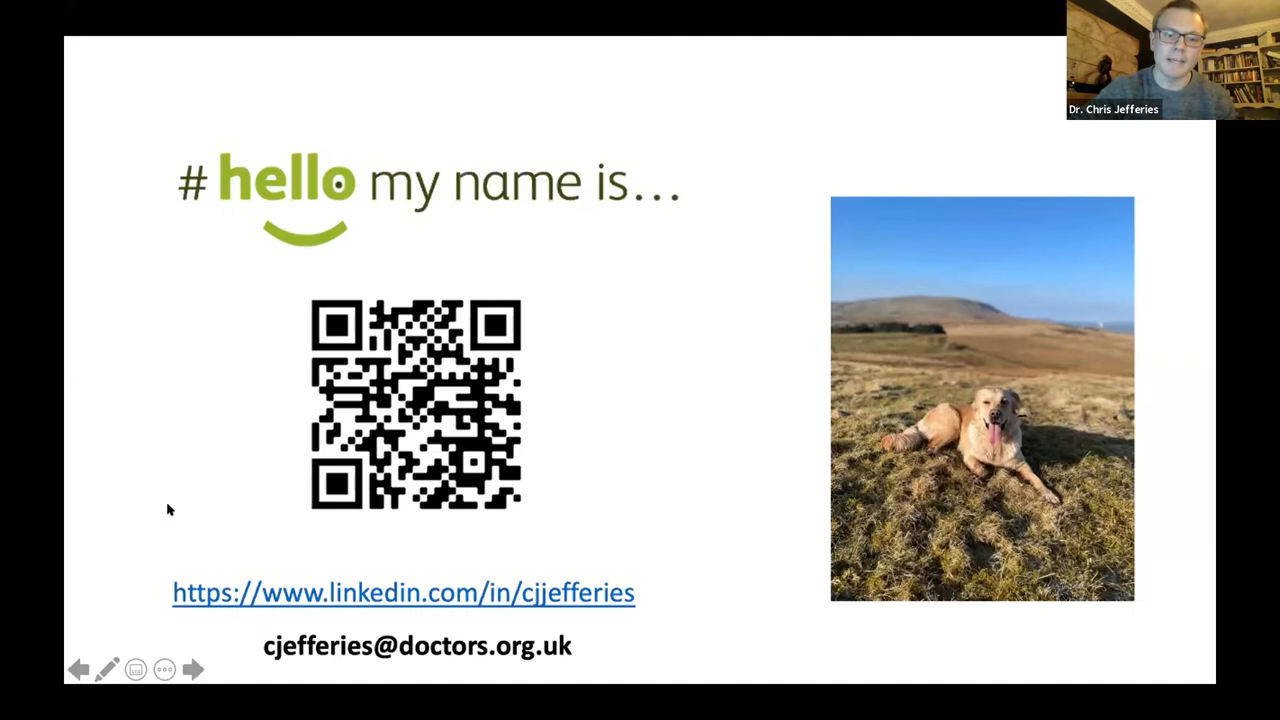 Dr. Chris Jefferies
# hello my name is...
https://www.linkedin.com/in/cjjefferies
cjefferies@doctors.org.uk